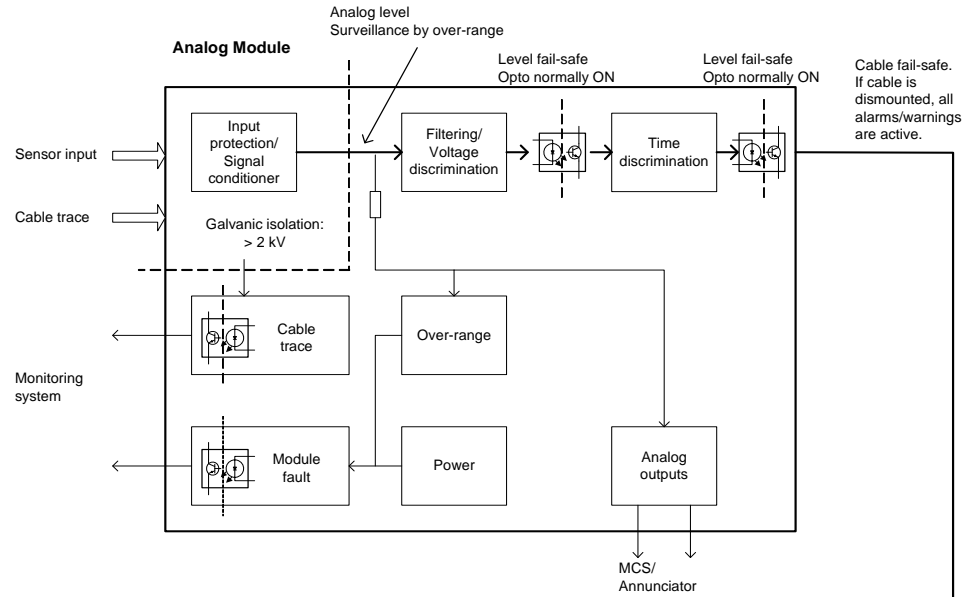 Analog level
Surveillance by over-range
Analog Module
Level fail-safe
Opto normally ON
Level fail-safe
Opto normally ON
Cable fail-safe.
If cable is
dismounted, all
alarms/warnings
are active.
Sensor input
Input
protection/
Signal
conditioner
Filtering/
Voltage
discrimination
Time
discrimination
Cable trace
Galvanic isolation:
> 2 kV
Cable
trace
Over-range
Monitoring
system
Module
fault
Power
Analog
outputs
MCS/
Annunciator